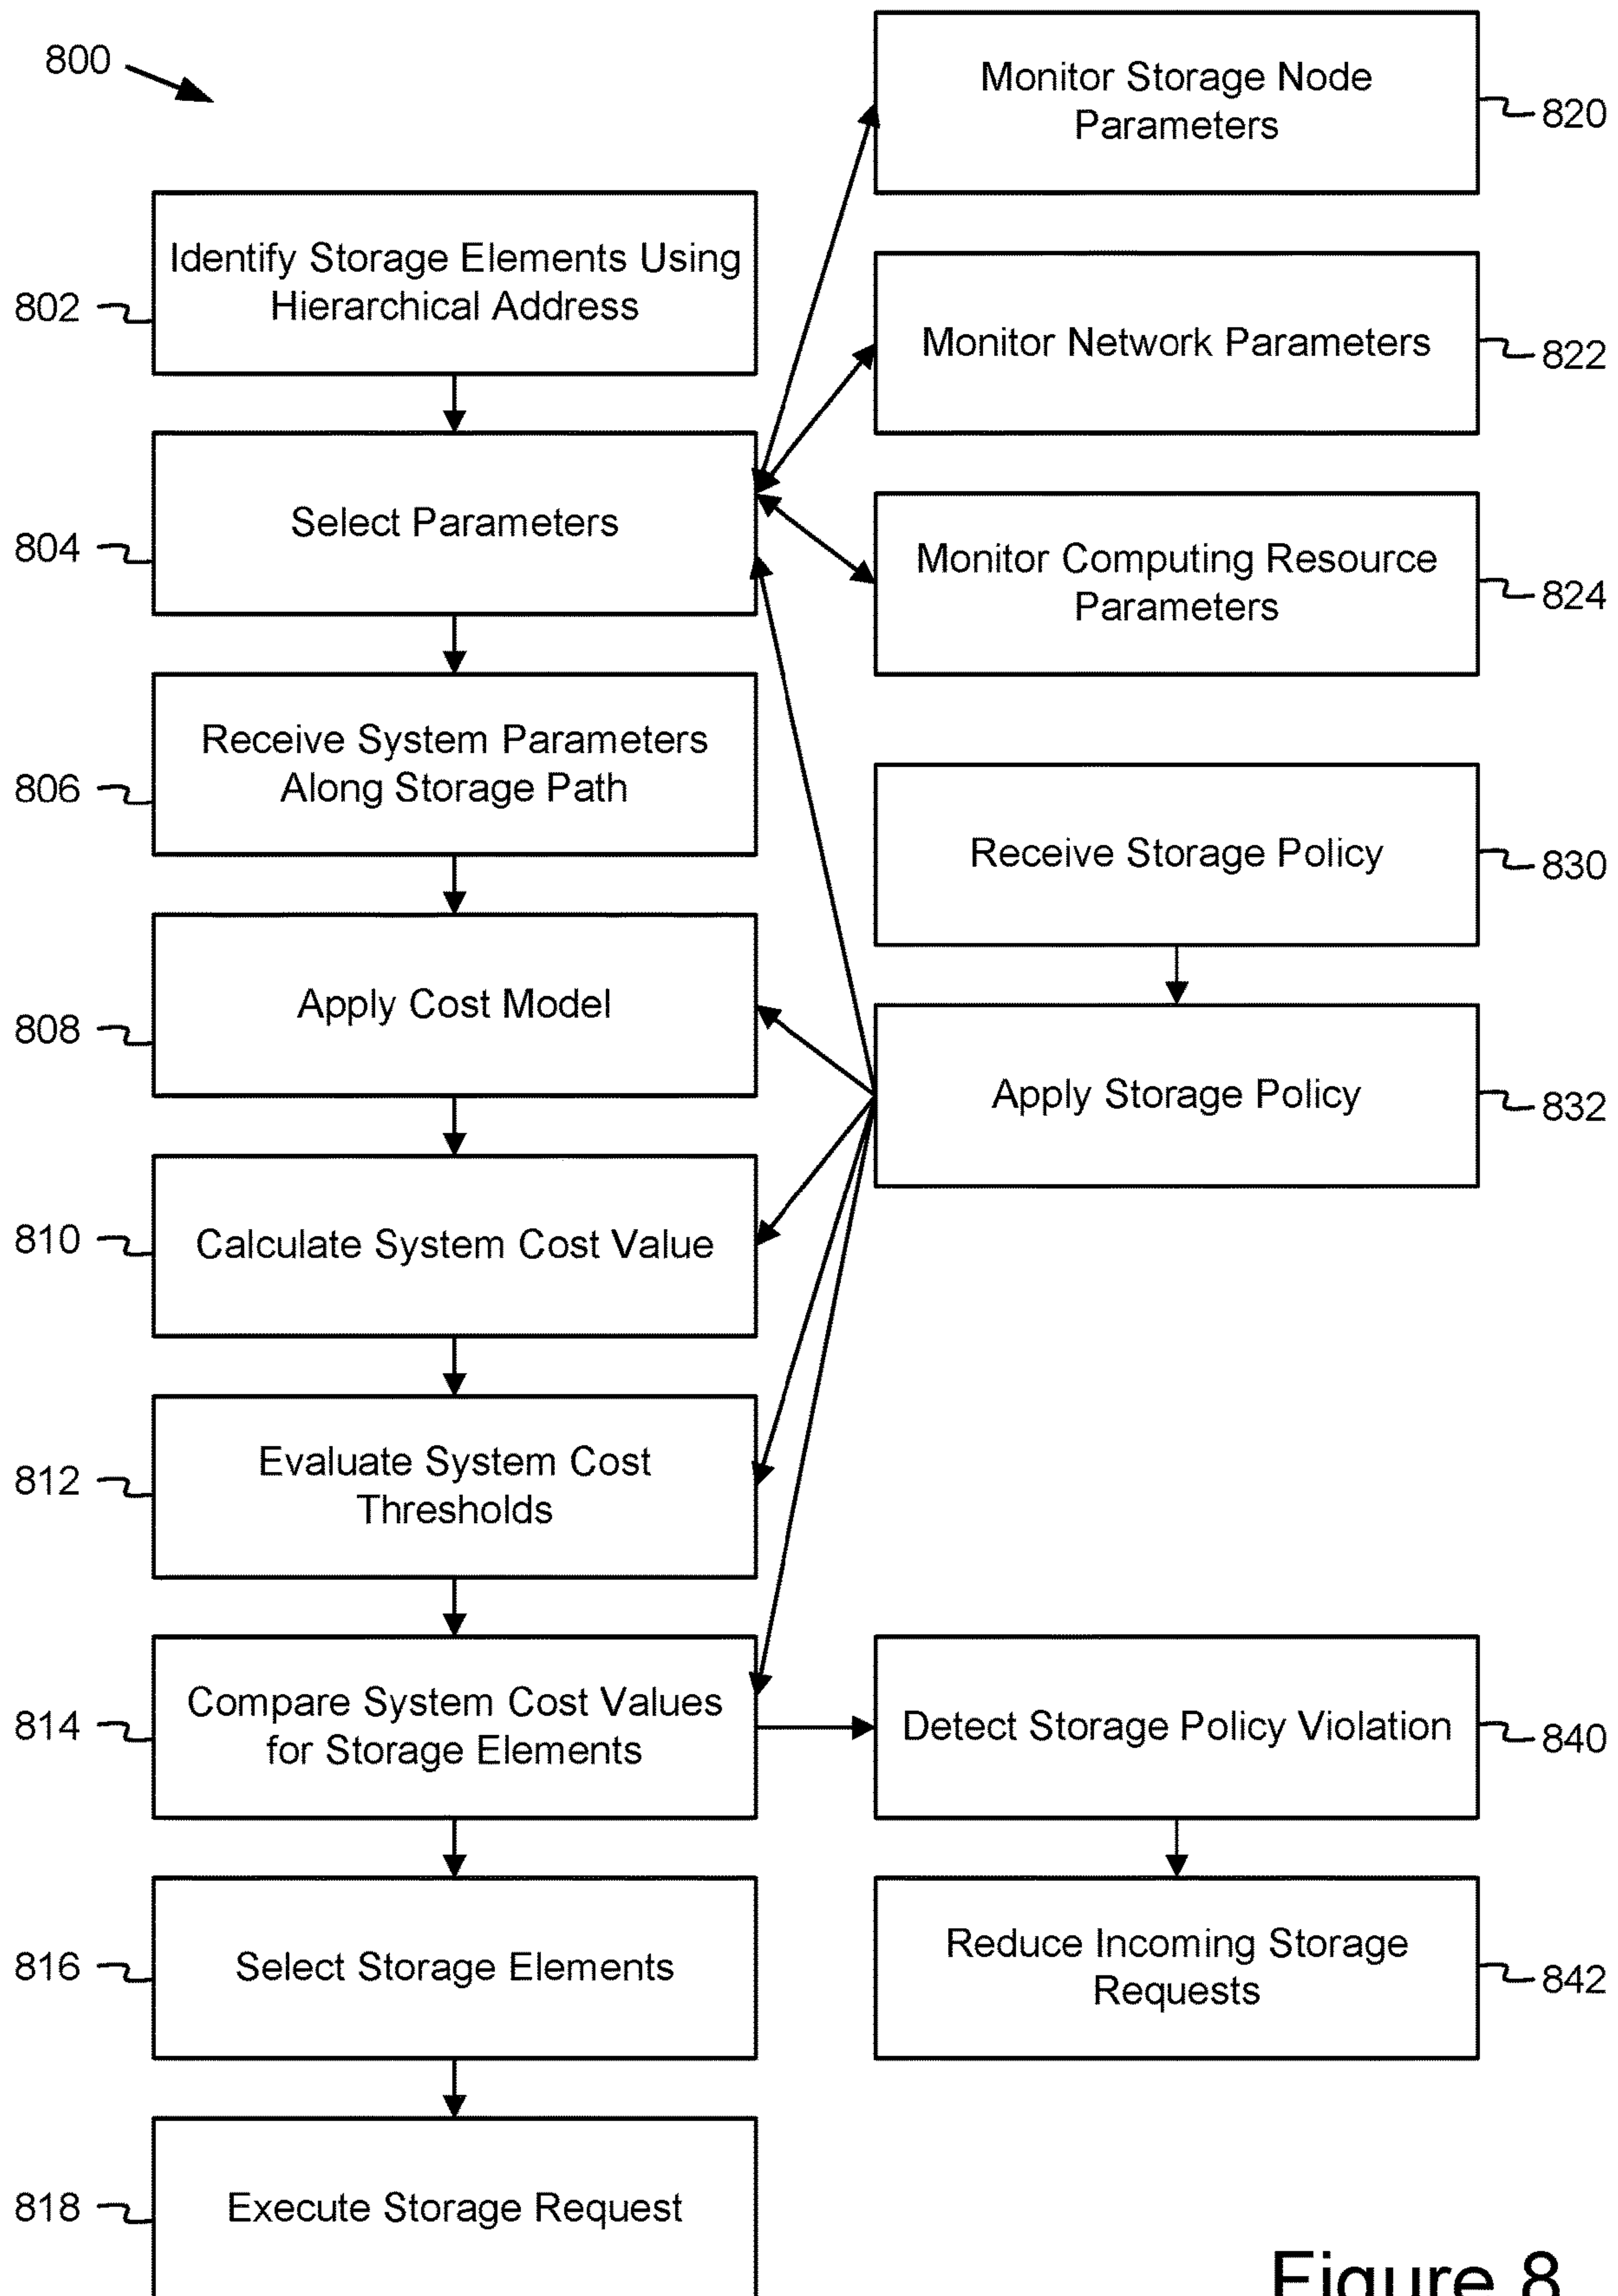 800
Identify Storage Elements Using
Hierarchical Address
802
Select Parameters
804
Receive System Parameters
Along Storage Path
806
Apply Cost Model
808
Calculate System Cost Value
810
Evaluate System Cost
Thresholds
812
Compare System Cost Values
for Storage Elements
814
Select Storage Elements
816
Execute Storage Request
818
Monitor Storage Node
Parameters
820
Monitor Network Parameters
822
Monitor Computing Resource
Parameters
824
Receive Storage Policy
830
Apply Storage Policy
832
Detect Storage Policy Violation
840
Reduce Incoming Storage
Requests
842
Figure 8